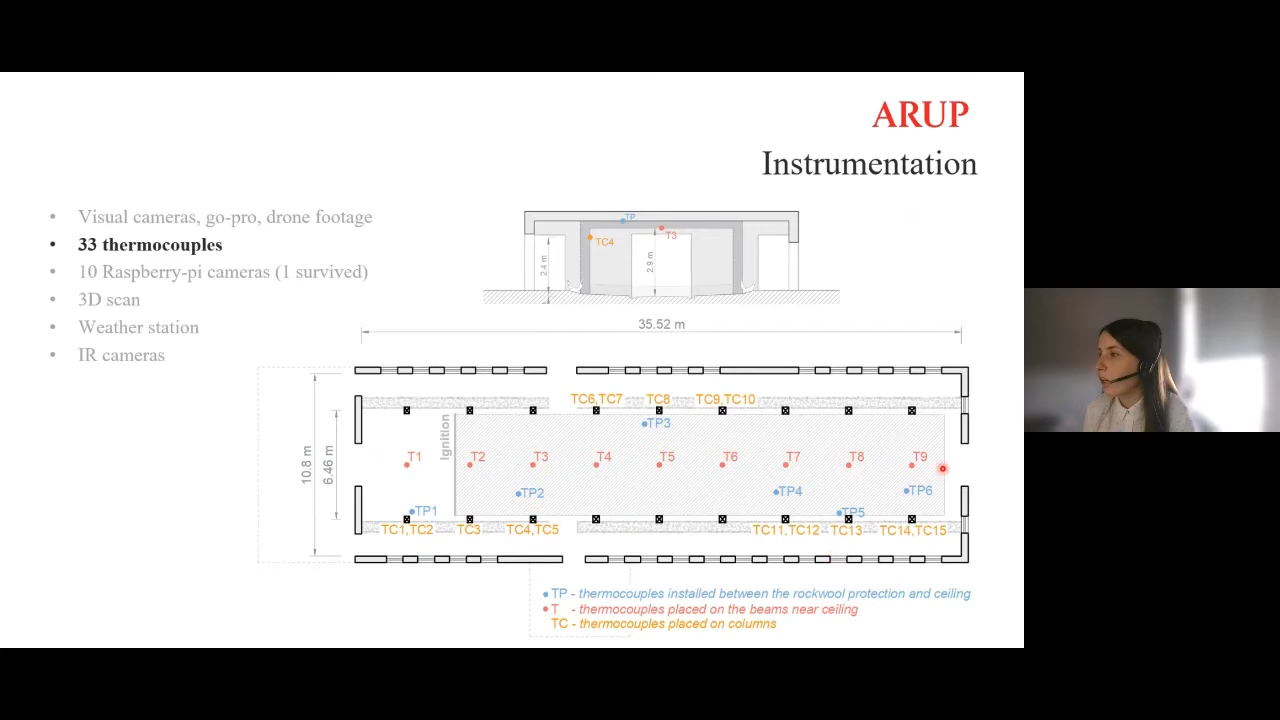 ARUP
Instrumentation
• Visual cameras, go-pro, drone footage
• 33 thermocouples
• 10 Raspberry-pi cameras (1 survived)
• 3D scan
• Weather station
• IR cameras
TP
TC4
T3
2.4 m
2.9 m
35.52 m
10.8 m
6.46 m
Ignition
TC6,TC7 TC8 TC9,TC10
TP3
T1 T2 T3 T4 T5 T6 T7 T8 T9
TP1 TP2 TP4 TP5 TP6
TC1,TC2 TC3 TC4,TC5 TC11,TC12 TC13 TC14,TC15
TP - thermocouples installed between the rockwool protection and ceiling
T - thermocouples placed on the beams near ceiling
TC - thermocouples placed on columns